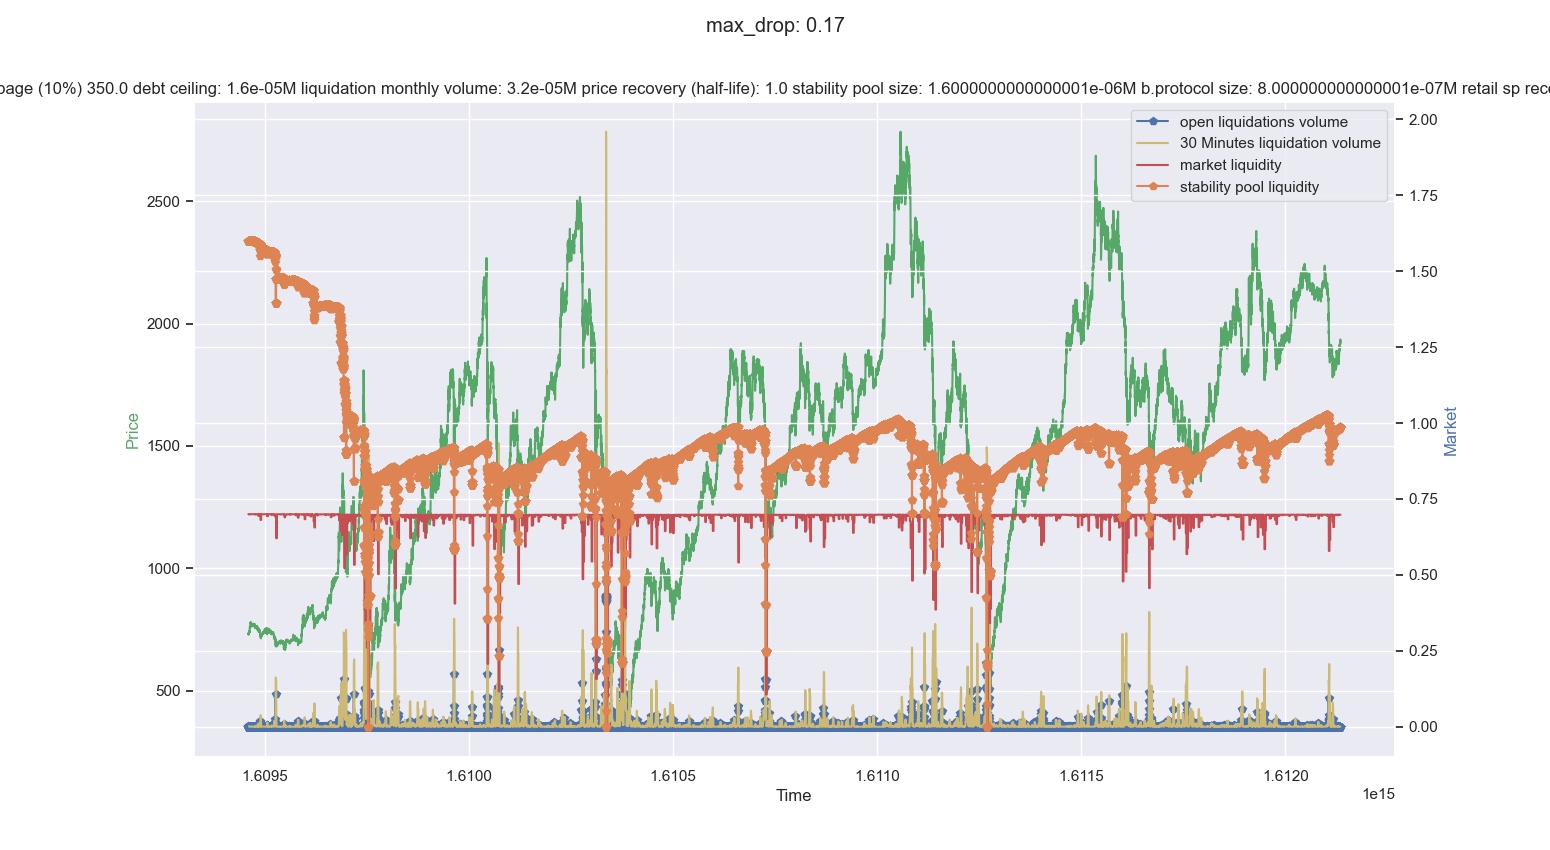 max_drop: 0.17
(10%) 350.0 debt ceiling: 1.6e-05M liquidation monthly volume: 3.2e-05M price recovery (half-life): 1.0 stability pool size: 1.6000000000000001e-06M b.protocol size: 8.000000000000001e-07M retail sp
open liquidations volume
30 Minutes liquidation volume
market liquidity
stability pool liquidity
2500
2000
1500
1000
500
Price
2.00
1.75
1.50
1.25
1.00
0.75
0.50
0.25
0.00
Market
1.6095
1.6100
1.6105
1.6110
1.6115
1.6120
Time
1e15